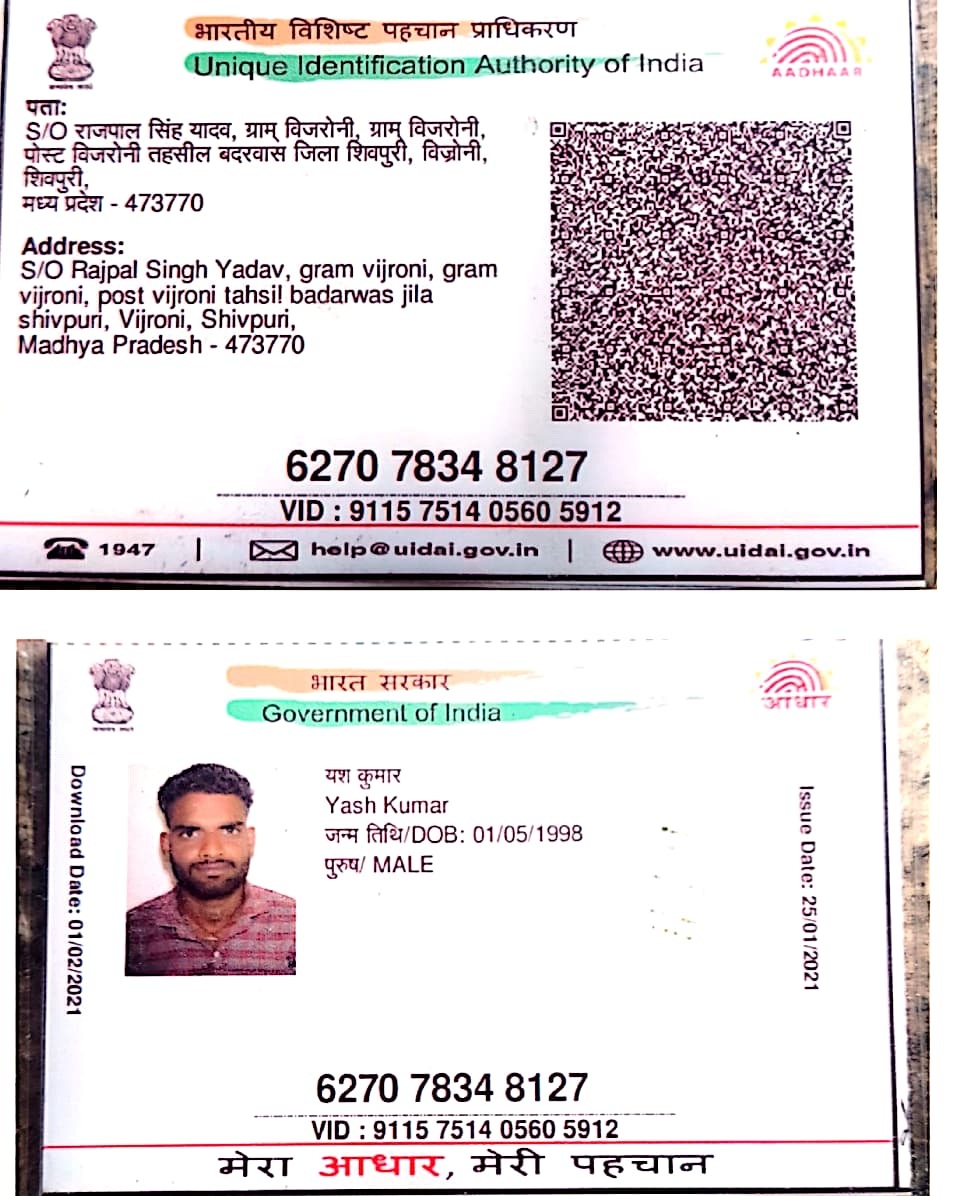 भारतीय विशिष्ट पहचान प्राधिकरण
Unique Identification Authority of India
AADHAAR
पता:
S/O राजपाल सिंह यादव, ग्राम् विजरोनी, ग्राम् विजरोनी,
पोस्ट विजरोनी तहसील बदरवास जिला शिवपुरी, विज्रोनी,
शिवपुरी,
मध्य प्रदेश - 473770
Address:
S/O Rajpal Singh Yadav, gram vijroni, gram
vijroni, post vijroni tahsil badarwas jila
shivpuri, Vijroni, Shivpuri,
Madhya Pradesh - 473770
6270 7834 8127
VID : 9115 7514 0560 5912
1947 | help@uidai.gov.in | www.uidai.gov.in
भारत सरकार
Government of India
आधार
Download Date: 01/02/2021
यश कुमार
Yash Kumar
जन्म तिथि/DOB: 01/05/1998
पुरुष/ MALE
Issue Date: 25/01/2021
6270 7834 8127
VID : 9115 7514 0560 5912
मेरा आधार, मेरी पहचान